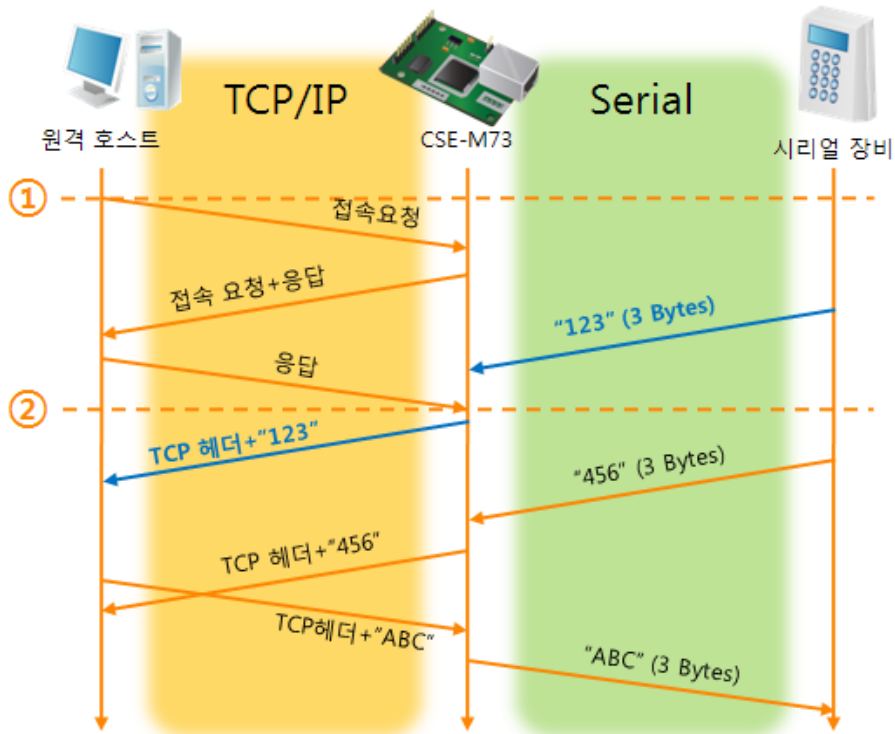 TCP/IP
Serial
원격 호스트
CSE-M73
시리얼 장비
①
접속요청
접속 요청+응답
“123” (3 Bytes)
응답
②
TCP 헤더+“123”
“456” (3 Bytes)
TCP 헤더+“456”
TCP헤더+“ABC”
“ABC” (3 Bytes)